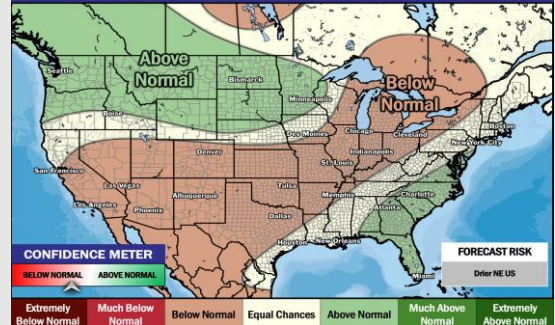 Seattle
Above
Normal
Bismarck
Minneapolis
Below
Normal
Boise
Boston
Des Moines
Chicago
Cleveland
New York City
Denver
Indianapolis
San Francisco
St. Louis
Las Vegas
Tulsa
Los Angeles
Albuquerque
Memphis
Charlotte
Phoenix
Dallas
Atlanta
Houston
New Orleans
Miami
CONFIDENCE METER
BELOW NORMAL ABOVE NORMAL
FORECAST RISK
Drier NE US
Extremely
Below Normal
Much Below
Normal
Below Normal
Equal Chances
Above Normal
Much Above
Normal
Extremely
Above Normal